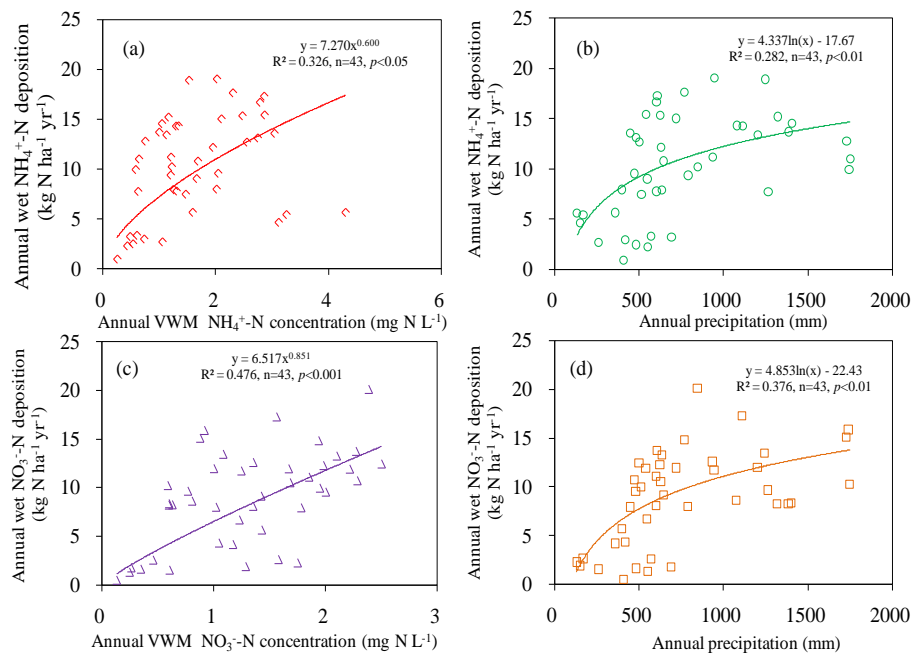 (a)
y = 7.270x^0.600
R² = 0.326, n=43, p<0.05
Annual wet NH₄⁺-N deposition
(kg N ha⁻¹ yr⁻¹)
25
20
15
10
5
0
0 2 4 6
Annual VWM NH₄⁺-N concentration (mg N L⁻¹)
(b)
y = 4.337ln(x) - 17.67
R² = 0.282, n=43, p<0.01
Annual wet NH₄⁺-N deposition
(kg N ha⁻¹ yr⁻¹)
25
20
15
10
5
0
0 500 1000 1500 2000
Annual precipitation (mm)
(c)
y = 6.517x^0.851
R² = 0.476, n=43, p<0.001
Annual wet NO₃⁻-N deposition
(kg N ha⁻¹ yr⁻¹)
25
20
15
10
5
0
0 1 2 3
Annual VWM NO₃⁻-N concentration (mg N L⁻¹)
(d)
y = 4.853ln(x) - 22.43
R² = 0.376, n=43, p<0.01
Annual wet NO₃⁻-N deposition
(kg N ha⁻¹ yr⁻¹)
25
20
15
10
5
0
0 500 1000 1500 2000
Annual precipitation (mm)